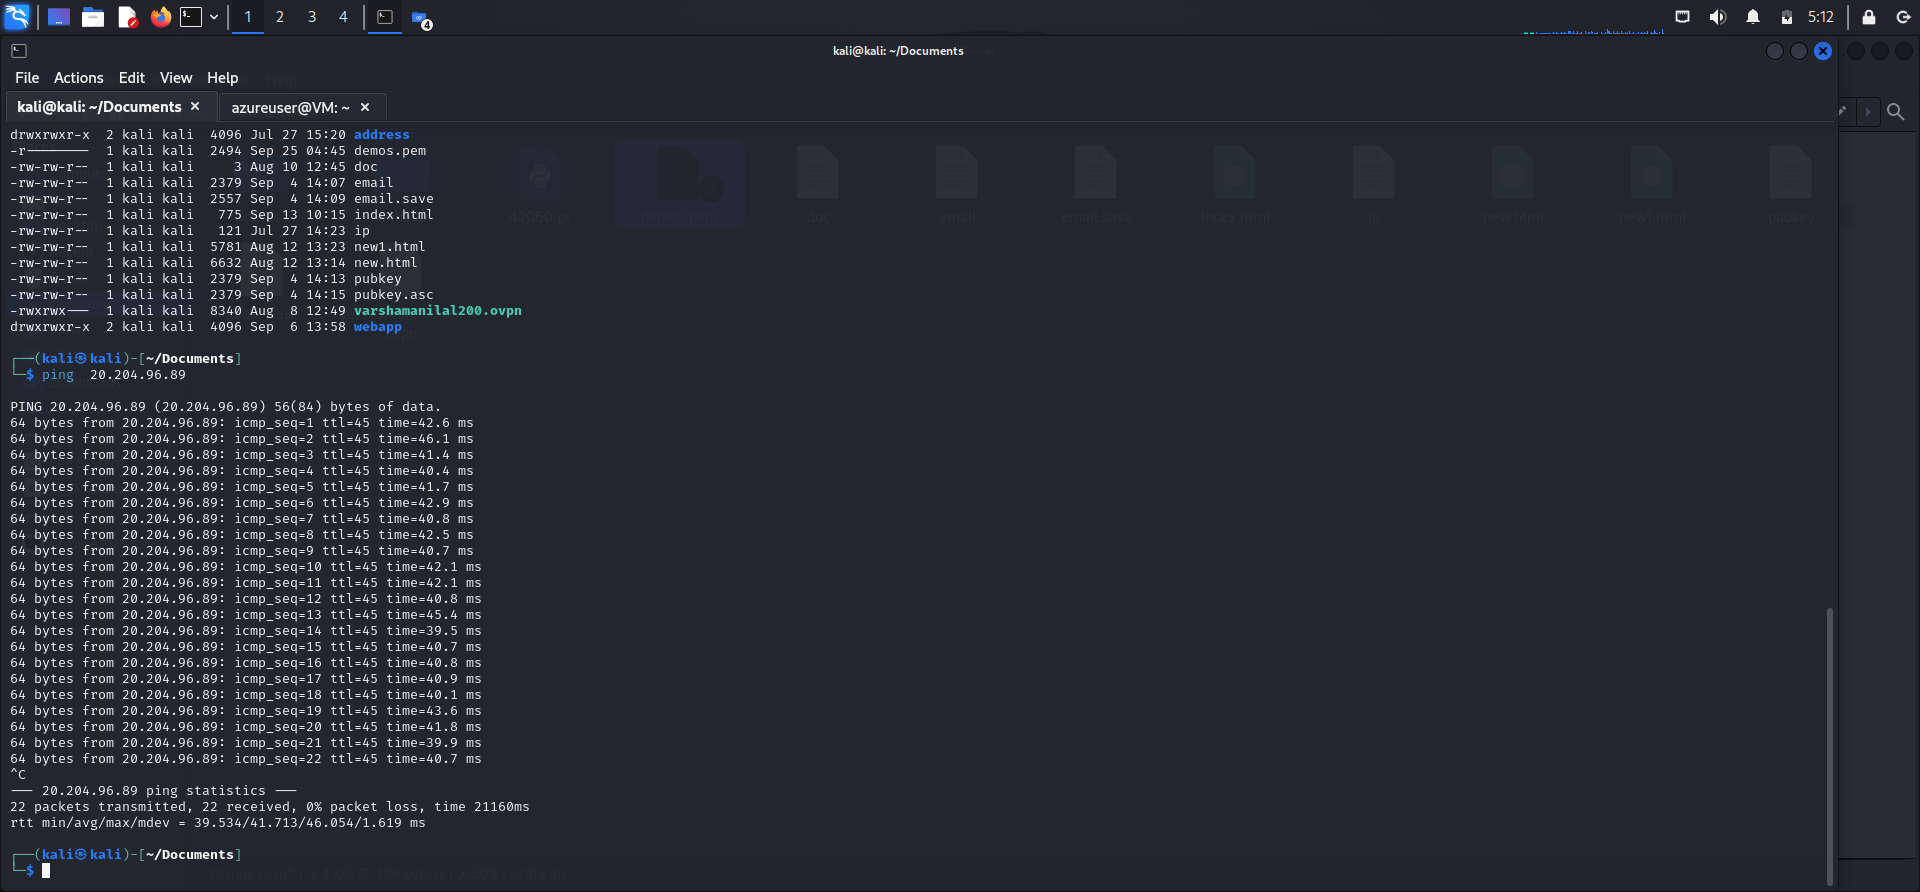 1 2 3 4
4
5:12
kali@kali: ~/Documents
File Actions Edit View Help
kali@kali: ~/Documents × azureuser@VM: ~ ×
drwxrwxr-x 2 kali kali 4096 Jul 27 15:20 address
-r-------- 1 kali kali 2494 Sep 25 04:45 demos.pem
-rw-rw-r-- 1 kali kali 3 Aug 10 12:45 doc
-rw-rw-r-- 1 kali kali 2379 Sep 4 14:07 email
-rw-rw-r-- 1 kali kali 2557 Sep 4 14:09 email.save
-rw-rw-r-- 1 kali kali 775 Sep 13 10:15 index.html
-rw-rw-r-- 1 kali kali 121 Jul 27 14:23 ip
-rw-rw-r-- 1 kali kali 5781 Aug 12 13:23 new1.html
-rw-rw-r-- 1 kali kali 6632 Aug 12 13:14 new.html
-rw-rw-r-- 1 kali kali 2379 Sep 4 14:13 pubkey
-rw-rw-r-- 1 kali kali 2379 Sep 4 14:15 pubkey.asc
-rwxrwx--- 1 kali kali 8340 Aug 8 12:49 varshamanilal200.ovpn
drwxrwxr-x 2 kali kali 4096 Sep 6 13:58 webapp
42060.py demos.pem doc email email.save index.html ip new.html new1.html pubkey
┌──(kali㉿kali)-[~/Documents]
└─$ ping 20.204.96.89
PING 20.204.96.89 (20.204.96.89) 56(84) bytes of data.
64 bytes from 20.204.96.89: icmp_seq=1 ttl=45 time=42.6 ms
64 bytes from 20.204.96.89: icmp_seq=2 ttl=45 time=46.1 ms
64 bytes from 20.204.96.89: icmp_seq=3 ttl=45 time=41.4 ms
64 bytes from 20.204.96.89: icmp_seq=4 ttl=45 time=40.4 ms
64 bytes from 20.204.96.89: icmp_seq=5 ttl=45 time=41.7 ms
64 bytes from 20.204.96.89: icmp_seq=6 ttl=45 time=42.9 ms
64 bytes from 20.204.96.89: icmp_seq=7 ttl=45 time=40.8 ms
64 bytes from 20.204.96.89: icmp_seq=8 ttl=45 time=42.5 ms
64 bytes from 20.204.96.89: icmp_seq=9 ttl=45 time=40.7 ms
64 bytes from 20.204.96.89: icmp_seq=10 ttl=45 time=42.1 ms
64 bytes from 20.204.96.89: icmp_seq=11 ttl=45 time=42.1 ms
64 bytes from 20.204.96.89: icmp_seq=12 ttl=45 time=40.8 ms
64 bytes from 20.204.96.89: icmp_seq=13 ttl=45 time=45.4 ms
64 bytes from 20.204.96.89: icmp_seq=14 ttl=45 time=39.5 ms
64 bytes from 20.204.96.89: icmp_seq=15 ttl=45 time=40.7 ms
64 bytes from 20.204.96.89: icmp_seq=16 ttl=45 time=40.8 ms
64 bytes from 20.204.96.89: icmp_seq=17 ttl=45 time=40.9 ms
64 bytes from 20.204.96.89: icmp_seq=18 ttl=45 time=40.1 ms
64 bytes from 20.204.96.89: icmp_seq=19 ttl=45 time=43.6 ms
64 bytes from 20.204.96.89: icmp_seq=20 ttl=45 time=41.8 ms
64 bytes from 20.204.96.89: icmp_seq=21 ttl=45 time=39.9 ms
64 bytes from 20.204.96.89: icmp_seq=22 ttl=45 time=40.7 ms
^C
--- 20.204.96.89 ping statistics ---
22 packets transmitted, 22 received, 0% packet loss, time 21160ms
rtt min/avg/max/mdev = 39.534/41.713/46.054/1.619 ms
┌──(kali㉿kali)-[~/Documents]
└─$